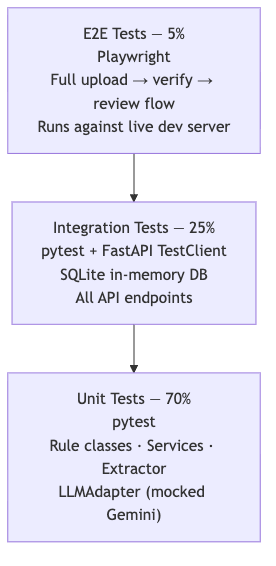 E2E Tests — 5%
Playwright
Full upload → verify →
review flow
Runs against live dev server
Integration Tests — 25%
pytest + FastAPI TestClient
SQLite in-memory DB
All API endpoints
Unit Tests — 70%
pytest
Rule classes · Services ·
Extractor
LLMAdapter (mocked
Gemini)